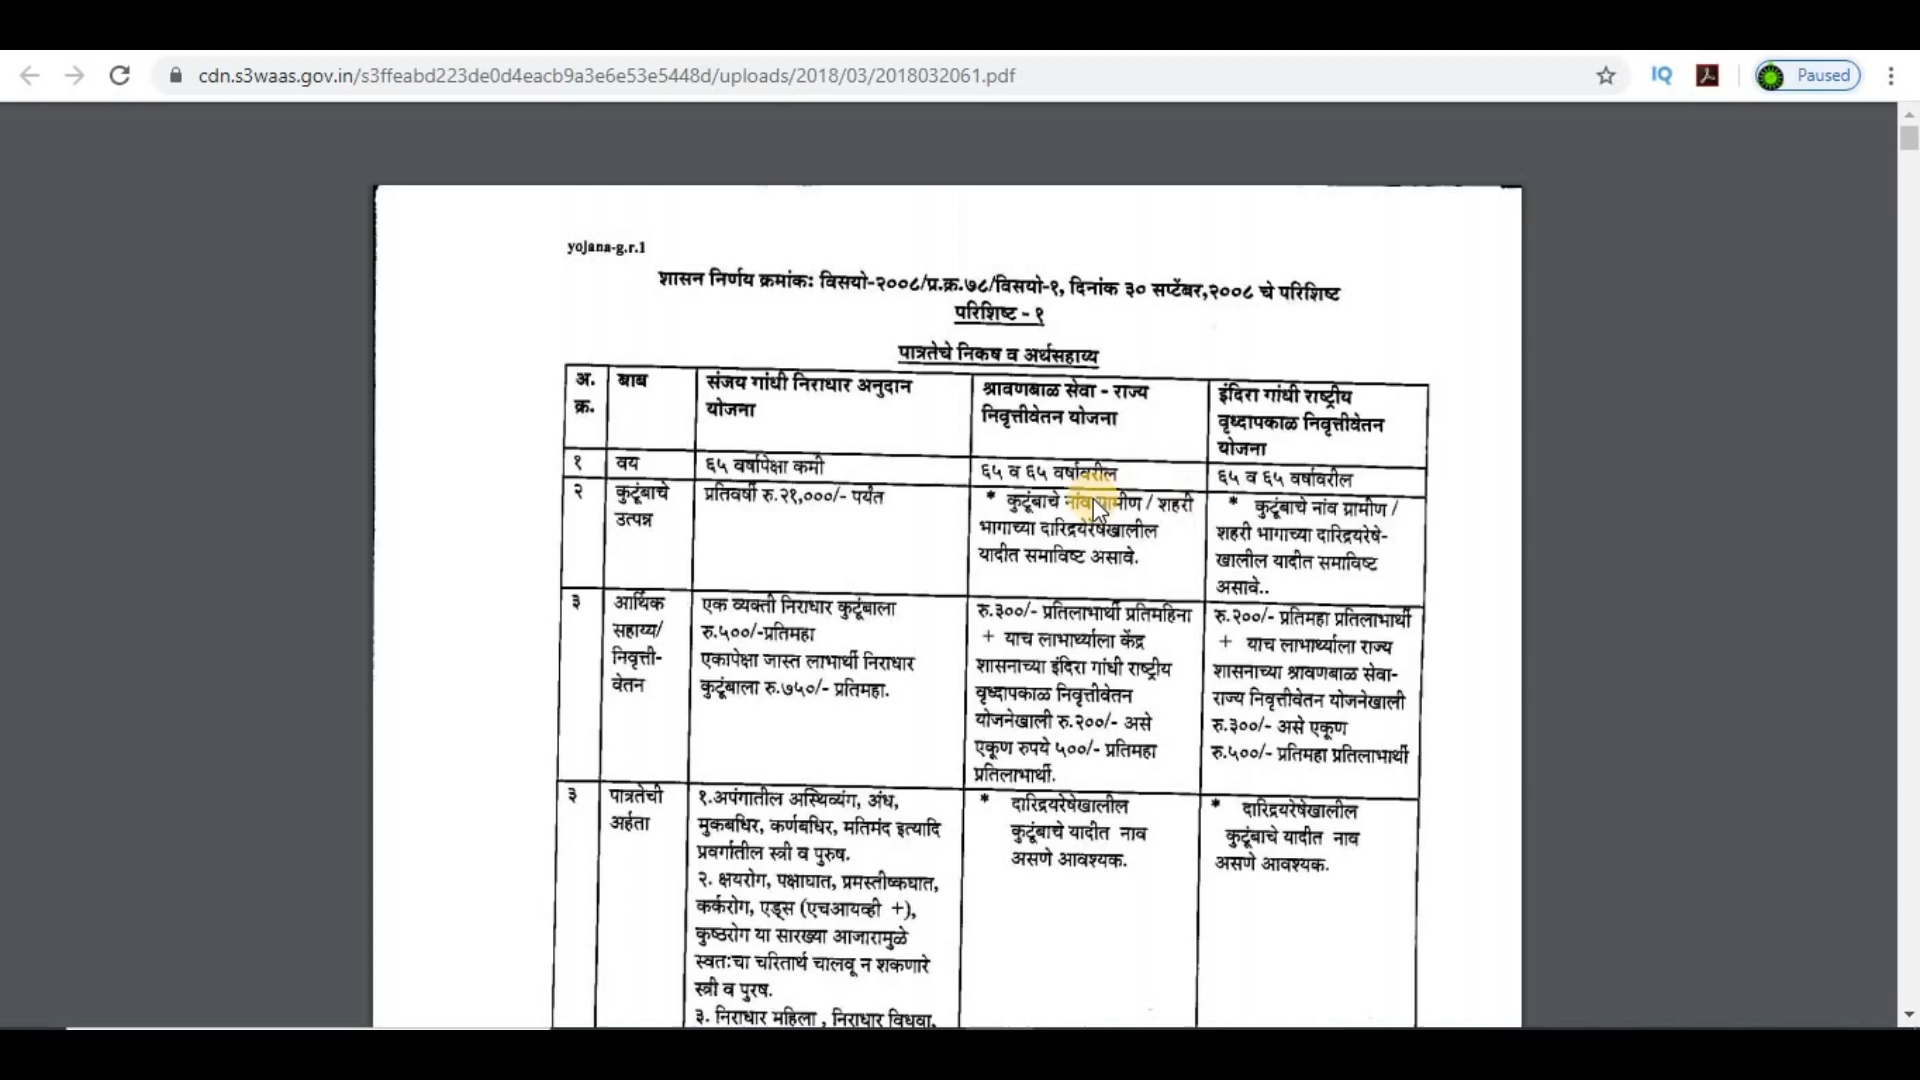 cdn.s3waas.gov.in/s3ffeabd223de0d4eacb9a3e6e53e5448d/uploads/2018/03/2018032061.pdf
IQ
Paused
yojana-g.r.1
शासन निर्णय क्रमांकः विसयो-२००८/प्र.क्र.७८/विसयो-१, दिनांक ३० सप्टेंबर,२००८ चे परिशिष्ट
परिशिष्ट - १
पात्रतेचे निकष व अर्थसहाय्य
अ.
क्र.
बाब
संजय गांधी निराधार अनुदान
योजना
श्रावणबाळ सेवा - राज्य
निवृत्तीवेतन योजना
इंदिरा गांधी राष्ट्रीय
वृध्दापकाळ निवृत्तीवेतन
योजना
१
वय
६५ वर्षापेक्षा कमी
६५ व ६५ वर्षावरील
६५ व ६५ वर्षावरील
२
कुटूंबाचे
उत्पन्न
प्रतिवर्षी रु.२१,०००/- पर्यंत
* कुटूंबाचे नांव ग्रामीण / शहरी
भागाच्या दारिद्रयरेषेखालील
यादीत समाविष्ट असावे.
* कुटूंबाचे नांव ग्रामीण /
शहरी भागाच्या दारिद्रयरेषे-
खालील यादीत समाविष्ट
असावे..
३
आर्थिक
सहाय्य/
निवृत्ती-
वेतन
एक व्यक्ती निराधार कुटूंबाला
रु.५००/-प्रतिमहा
एकापेक्षा जास्त लाभार्थी निराधार
कुटूंबाला रु.७५०/- प्रतिमहा.
रु.३००/- प्रतिलाभार्थी प्रतिमहिना
+ याच लाभार्थ्याला केंद्र
शासनाच्या इंदिरा गांधी राष्ट्रीय
वृध्दापकाळ निवृत्तीवेतन
योजनेखाली रु.२००/- असे
एकूण रुपये ५००/- प्रतिमहा
प्रतिलाभार्थी.
रु.२००/- प्रतिमहा प्रतिलाभार्थी
+ याच लाभार्थ्याला राज्य
शासनाच्या श्रावणबाळ सेवा-
राज्य निवृत्तीवेतन योजनेखाली
रु.३००/- असे एकूण
रु.५००/- प्रतिमहा प्रतिलाभार्थी
३
पात्रतेची
अर्हता
१.अपंगातील अस्थिव्यंग, अंध,
मुकबधिर, कर्णबधिर, मतिमंद इत्यादि
प्रवर्गातील स्त्री व पुरुष.
२. क्षयरोग, पक्षाघात, प्रमस्तीष्कघात,
कर्करोग, एड्स (एचआयव्ही +),
कुष्ठरोग या सारख्या आजारामुळे
स्वतःचा चरितार्थ चालवू न शकणारे
स्त्री व पुरष.
३. निराधार महिला , निराधार विधवा,
* दारिद्रयरेषेखालील
कुटूंबाचे यादीत नाव
असणे आवश्यक.
* दारिद्रयरेषेखालील
कुटूंबाचे यादीत नाव
असणे आवश्यक.